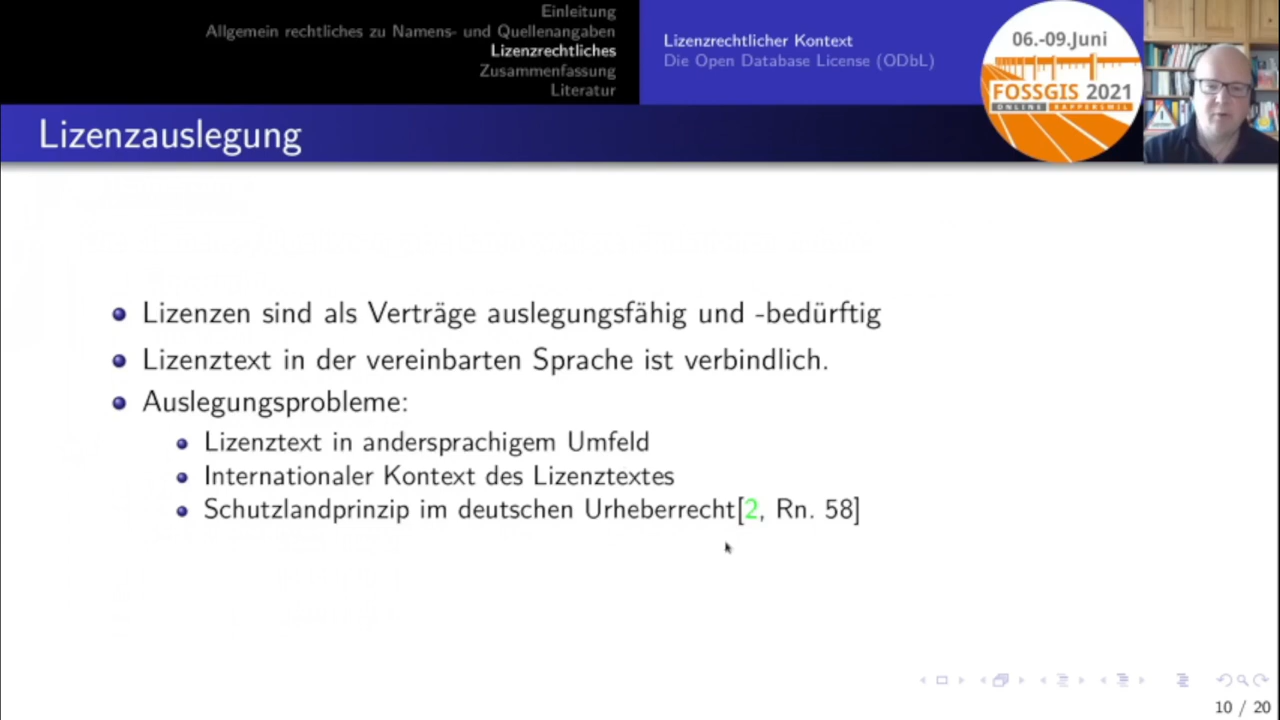 Einleitung
Allgemein rechtliches zu Namens- und Quellenangaben
Lizenzrechtliches
Zusammenfassung
Literatur
Lizenzrechtlicher Kontext
Die Open Database License (ODbL)
06.-09.Juni
FOSSGIS 2021
ONLINE RAPPERSWIL
Lizenzauslegung
Lizenzen sind als Verträge auslegungsfähig und -bedürftig
Lizenztext in der vereinbarten Sprache ist verbindlich.
Auslegungsprobleme:
Lizenztext in andersprachigem Umfeld
Internationaler Kontext des Lizenztextes
Schutzlandprinzip im deutschen Urheberrecht[2, Rn. 58]
10 / 20